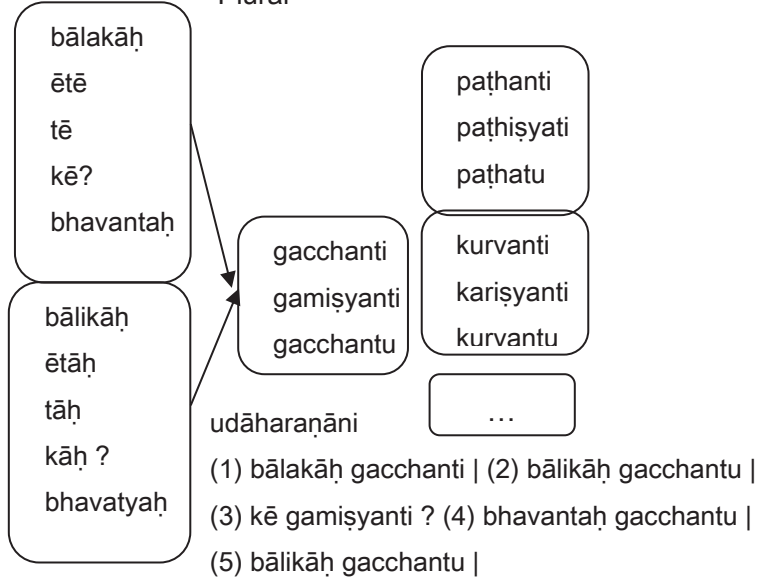 Plural
bālakāḥ
ētē
tē
kē?
bhavantaḥ
bālikāḥ
ētāḥ
tāḥ
kāḥ ?
bhavatyaḥ
gacchanti
gamiṣyanti
gacchantu
paṭhanti
paṭhiṣyati
paṭhatu
kurvanti
kariṣyanti
kurvantu
...
udāharaṇāni
(1) bālakāḥ gacchanti | (2) bālikāḥ gacchantu |
(3) kē gamiṣyanti ? (4) bhavantaḥ gacchantu |
(5) bālikāḥ gacchantu |